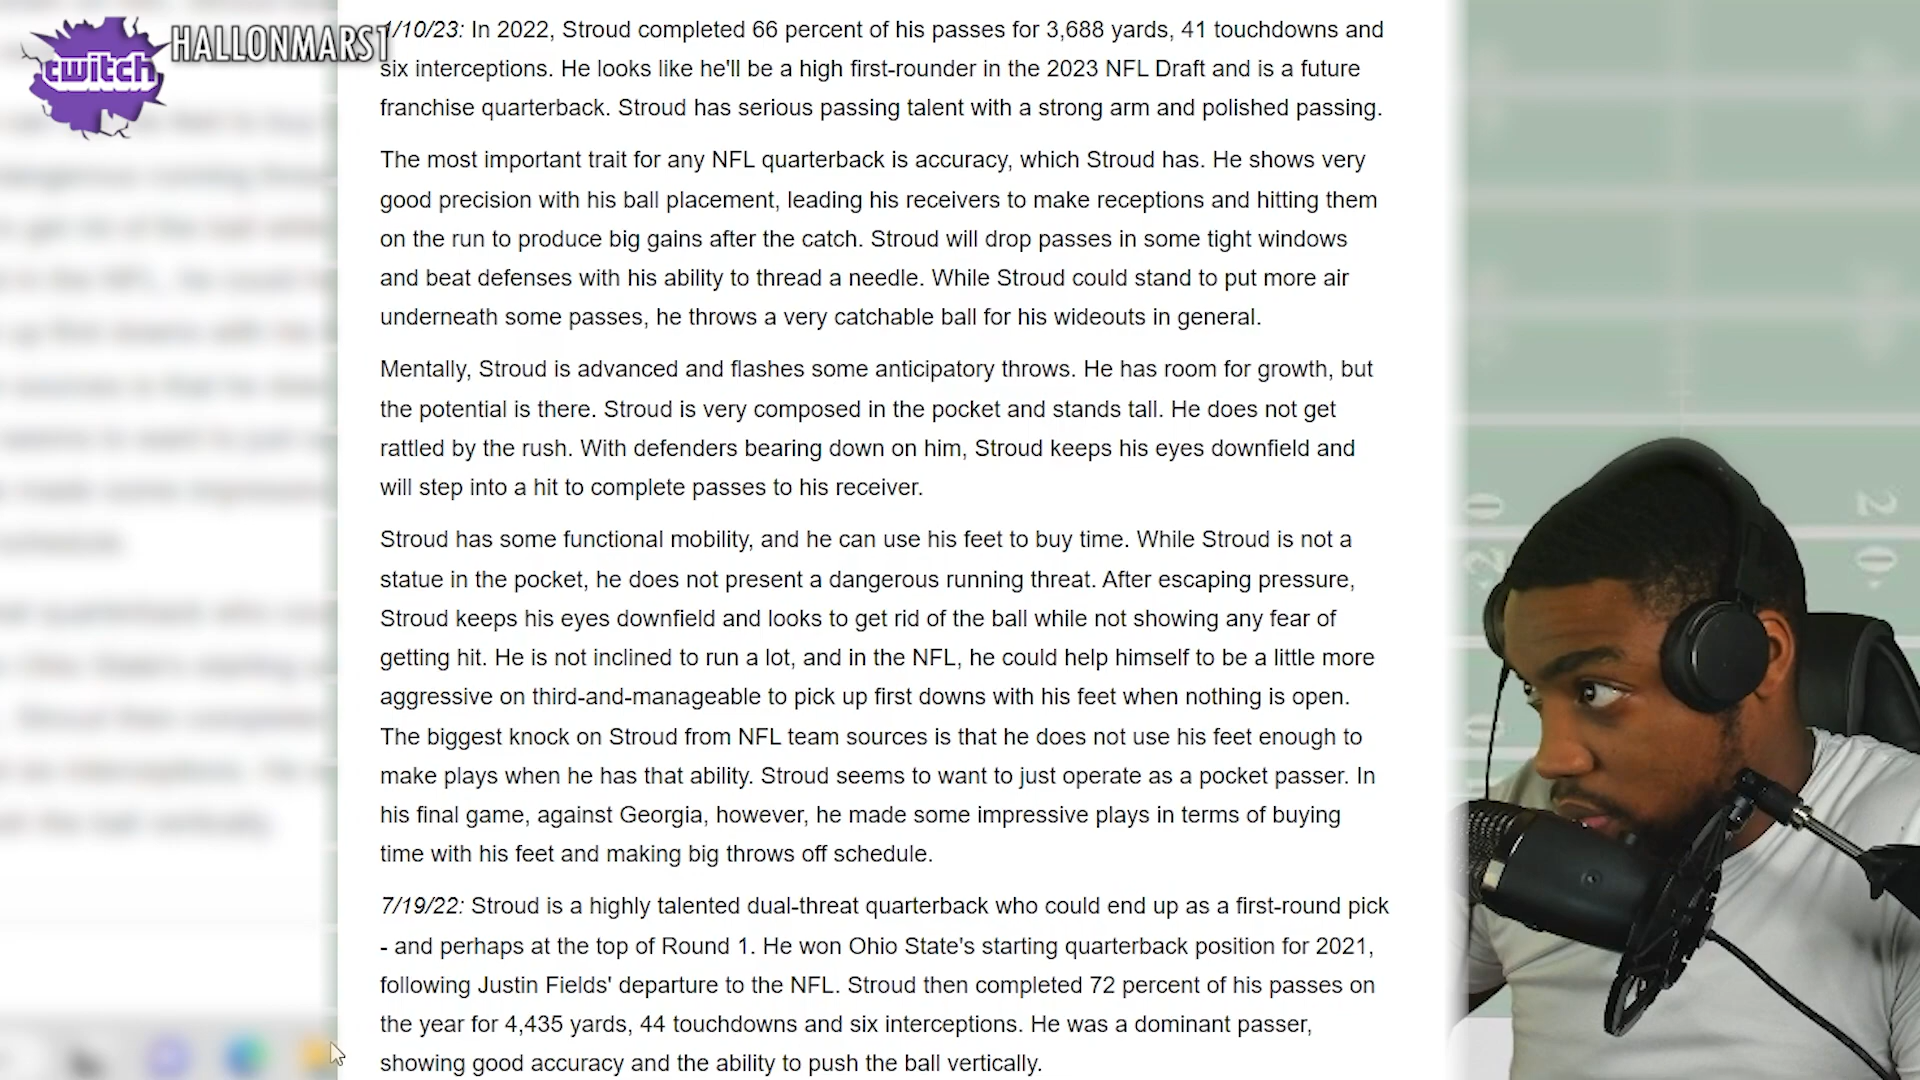 twitch
HALLONMARS1
1/10/23: In 2022, Stroud completed 66 percent of his passes for 3,688 yards, 41 touchdowns and
six interceptions. He looks like he'll be a high first-rounder in the 2023 NFL Draft and is a future
franchise quarterback. Stroud has serious passing talent with a strong arm and polished passing.
The most important trait for any NFL quarterback is accuracy, which Stroud has. He shows very
good precision with his ball placement, leading his receivers to make receptions and hitting them
on the run to produce big gains after the catch. Stroud will drop passes in some tight windows
and beat defenses with his ability to thread a needle. While Stroud could stand to put more air
underneath some passes, he throws a very catchable ball for his wideouts in general.
Mentally, Stroud is advanced and flashes some anticipatory throws. He has room for growth, but
the potential is there. Stroud is very composed in the pocket and stands tall. He does not get
rattled by the rush. With defenders bearing down on him, Stroud keeps his eyes downfield and
will step into a hit to complete passes to his receiver.
Stroud has some functional mobility, and he can use his feet to buy time. While Stroud is not a
statue in the pocket, he does not present a dangerous running threat. After escaping pressure,
Stroud keeps his eyes downfield and looks to get rid of the ball while not showing any fear of
getting hit. He is not inclined to run a lot, and in the NFL, he could help himself to be a little more
aggressive on third-and-manageable to pick up first downs with his feet when nothing is open.
The biggest knock on Stroud from NFL team sources is that he does not use his feet enough to
make plays when he has that ability. Stroud seems to want to just operate as a pocket passer. In
his final game, against Georgia, however, he made some impressive plays in terms of buying
time with his feet and making big throws off schedule.
7/19/22: Stroud is a highly talented dual-threat quarterback who could end up as a first-round pick
- and perhaps at the top of Round 1. He won Ohio State's starting quarterback position for 2021,
following Justin Fields' departure to the NFL. Stroud then completed 72 percent of his passes on
the year for 4,435 yards, 44 touchdowns and six interceptions. He was a dominant passer,
showing good accuracy and the ability to push the ball vertically.